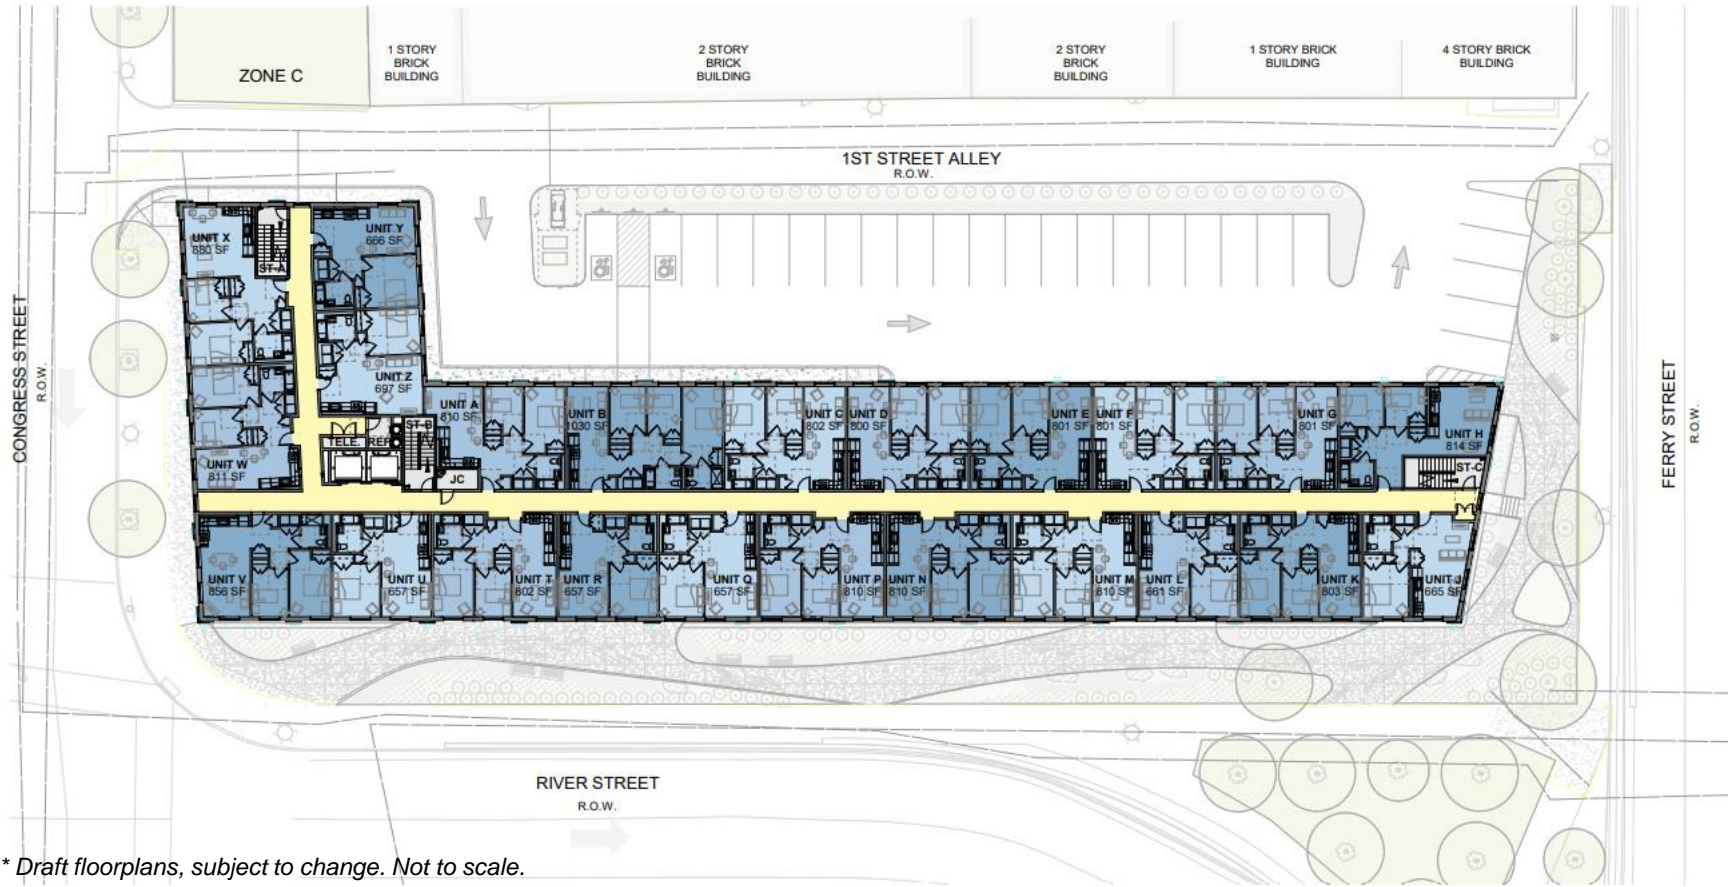 ZONE C
1 STORY
BRICK
BUILDING
2 STORY
BRICK
BUILDING
2 STORY
BRICK
BUILDING
1 STORY BRICK
BUILDING
4 STORY BRICK
BUILDING
1ST STREET ALLEY
R.O.W.
CONGRESS STREET
R.O.W.
FERRY STREET
R.O.W.
UNIT X
880 SF
ST-A
UNIT Y
666 SF
UNIT Z
697 SF
UNIT W
811 SF
TELE.
REF
ST-B
JC
UNIT A
810 SF
UNIT B
1030 SF
UNIT C
802 SF
UNIT D
800 SF
UNIT E
801 SF
UNIT F
801 SF
UNIT G
801 SF
UNIT H
814 SF
ST-C
UNIT V
856 SF
UNIT U
657 SF
UNIT T
802 SF
UNIT R
657 SF
UNIT Q
657 SF
UNIT P
810 SF
UNIT N
810 SF
UNIT M
810 SF
UNIT L
661 SF
UNIT K
803 SF
UNIT J
665 SF
RIVER STREET
R.O.W.
* Draft floorplans, subject to change. Not to scale.